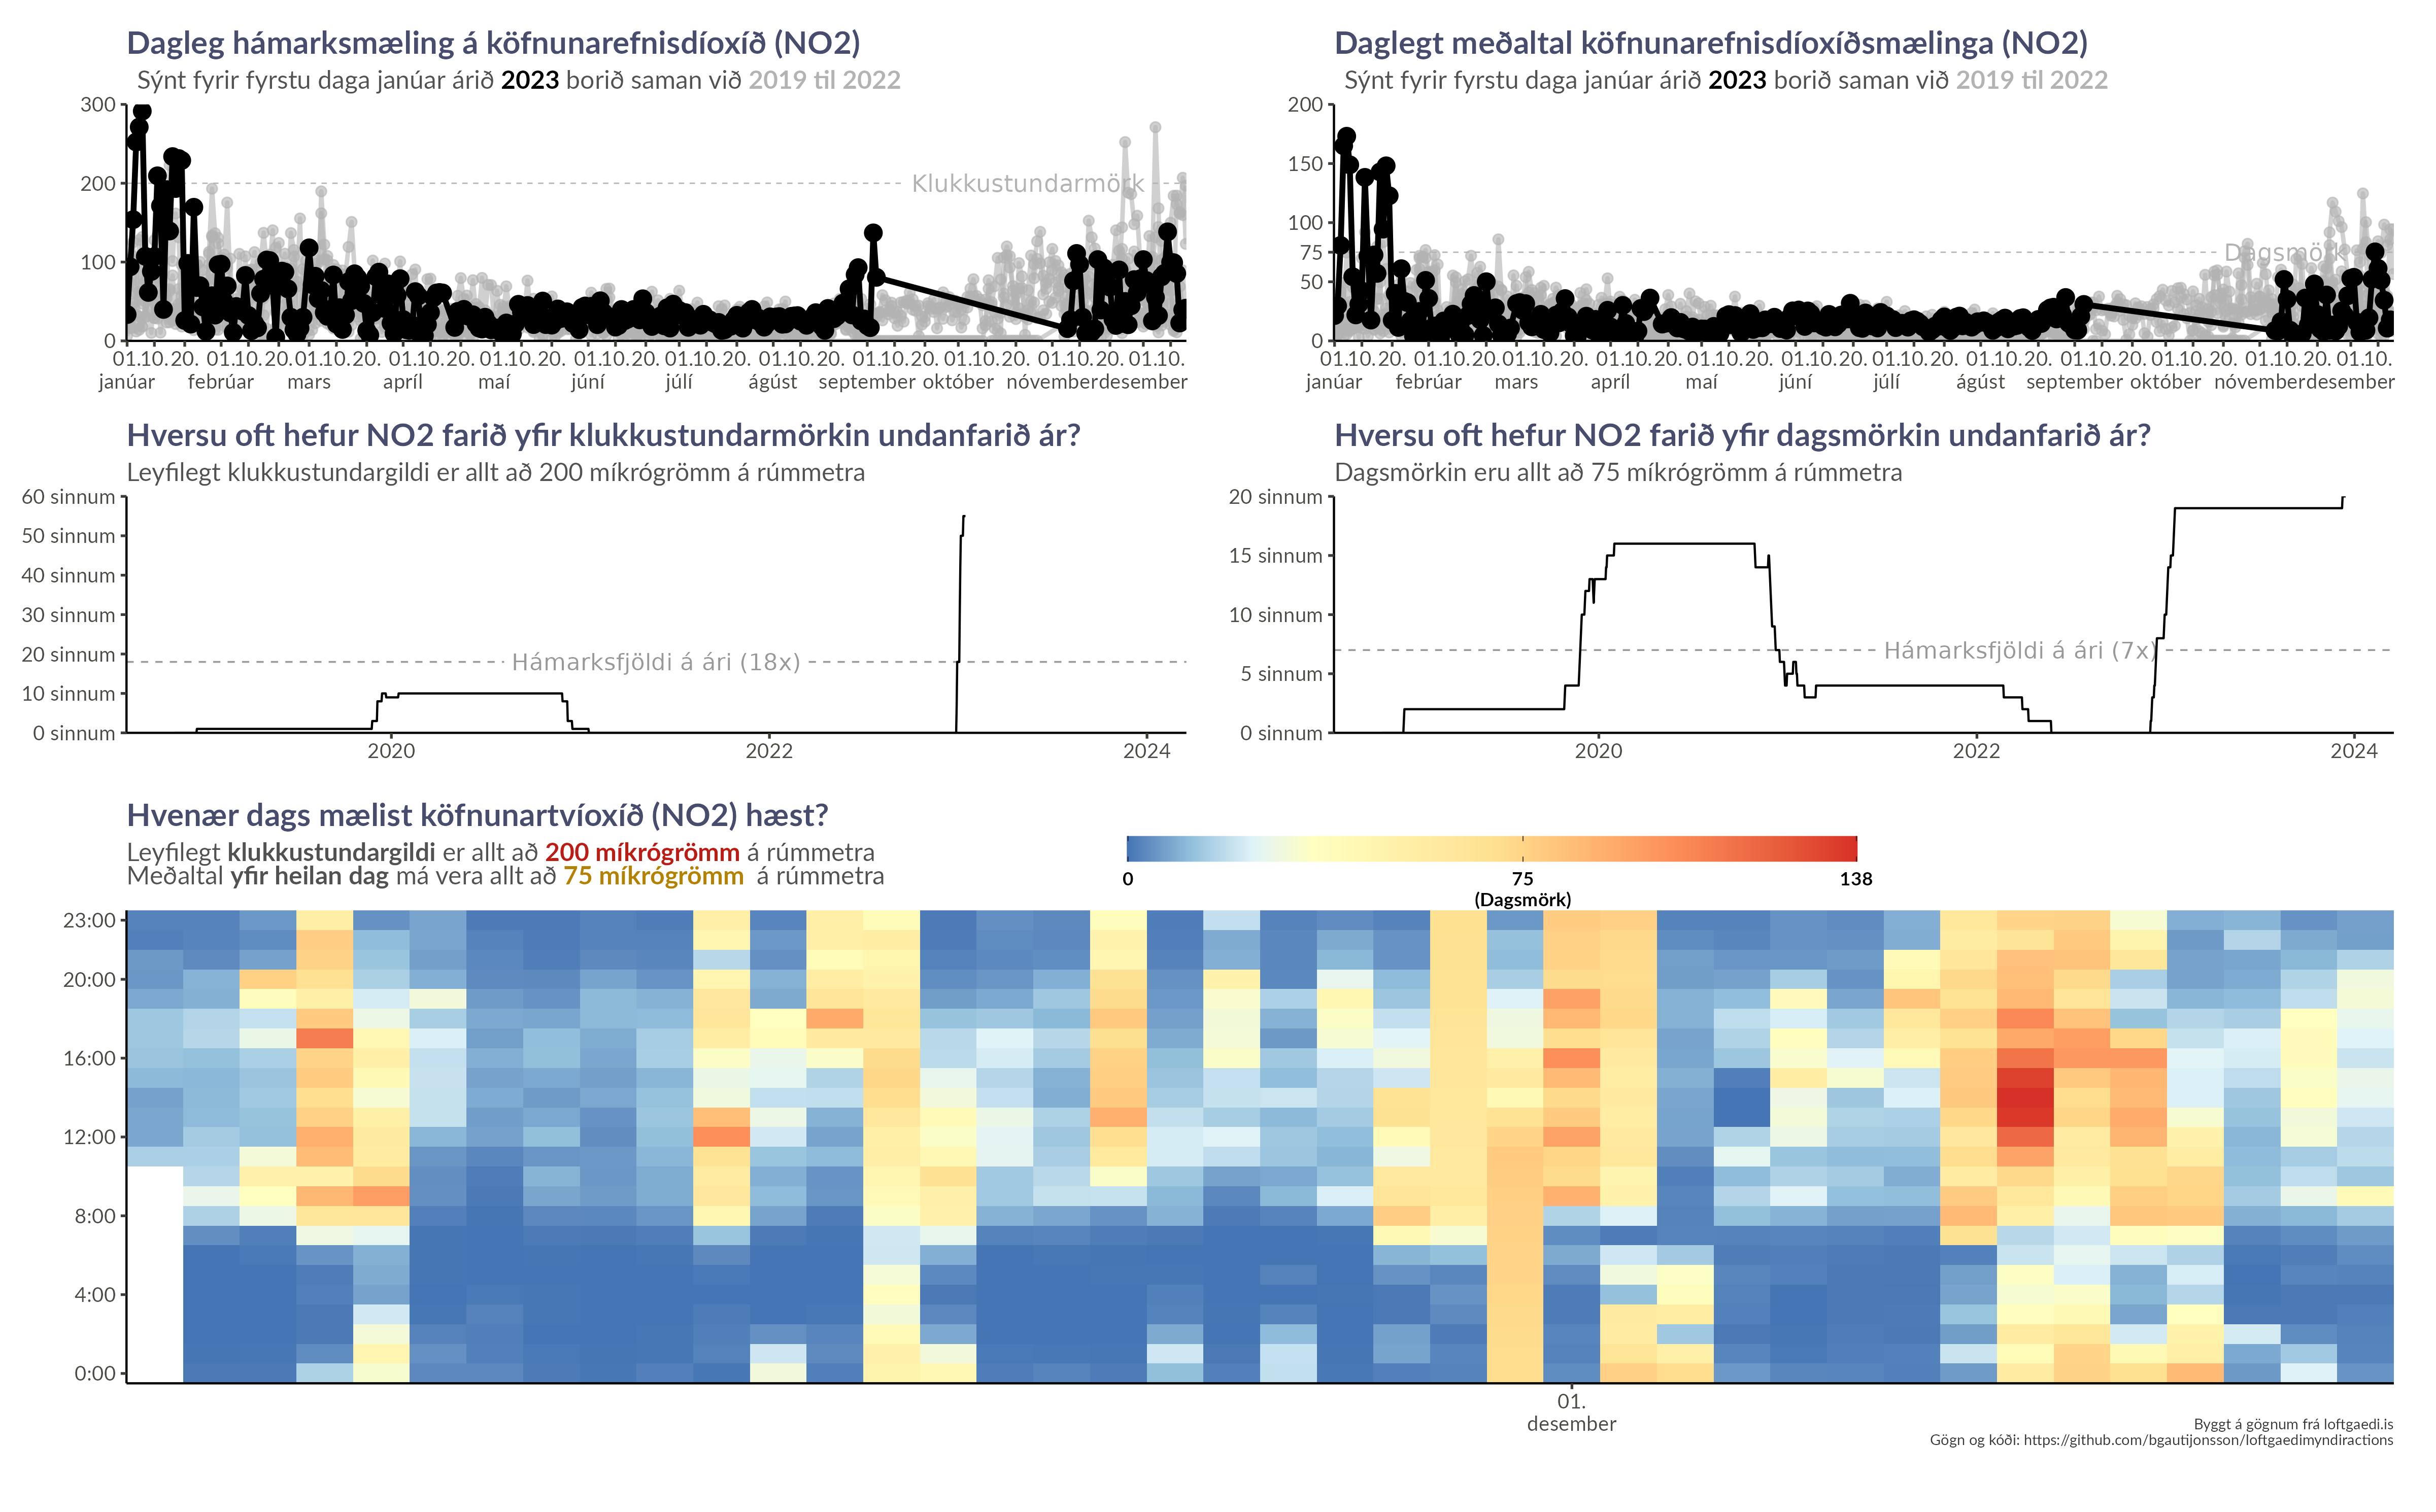 Dagleg hámarksmæling á köfnunarefnisdíoxíð (NO2)
Sýnt fyrir fyrstu daga janúar árið 2023 borið saman við 2019 til 2022
300
200
100
0
Klukkustundarmörk
01. 10. 20. 01. 10. 20. 01. 10. 20. 01. 10. 20. 01. 10. 20. 01. 10. 20. 01. 10. 20. 01. 10. 20. 01. 10. 20. 01. 10. 20. 01. 10. 20. 01. 10.
janúar febrúar mars apríl maí júní júlí ágúst september október nóvember desember
Daglegt meðaltal köfnunarefnisdíoxíðsmælinga (NO2)
Sýnt fyrir fyrstu daga janúar árið 2023 borið saman við 2019 til 2022
200
150
100
75
50
0
Dagsmörk
01. 10. 20. 01. 10. 20. 01. 10. 20. 01. 10. 20. 01. 10. 20. 01. 10. 20. 01. 10. 20. 01. 10. 20. 01. 10. 20. 01. 10. 20. 01. 10. 20. 01. 10.
janúar febrúar mars apríl maí júní júlí ágúst september október nóvember desember
Hversu oft hefur NO2 farið yfir klukkustundarmörkin undanfarið ár?
Leyfilegt klukkustundargildi er allt að 200 míkrógrömm á rúmmetra
60 sinnum
50 sinnum
40 sinnum
30 sinnum
20 sinnum
10 sinnum
0 sinnum
Hámarksfjöldi á ári (18x)
2020 2022 2024
Hversu oft hefur NO2 farið yfir dagsmörkin undanfarið ár?
Dagsmörkin eru allt að 75 míkrógrömm á rúmmetra
20 sinnum
15 sinnum
10 sinnum
5 sinnum
0 sinnum
Hámarksfjöldi á ári (7x)
2020 2022 2024
Hvenær dags mælist köfnunartvíoxíð (NO2) hæst?
Leyfilegt klukkustundargildi er allt að 200 míkrógrömm á rúmmetra
Meðaltal yfir heilan dag má vera allt að 75 míkrógrömm á rúmmetra
0 75 138
(Dagsmörk)
23:00
20:00
16:00
12:00
8:00
4:00
0:00
01.
desember
Byggt á gögnum frá loftgaedi.is
Gögn og kóði: https://github.com/bgautijonsson/loftgaedimyndiractions